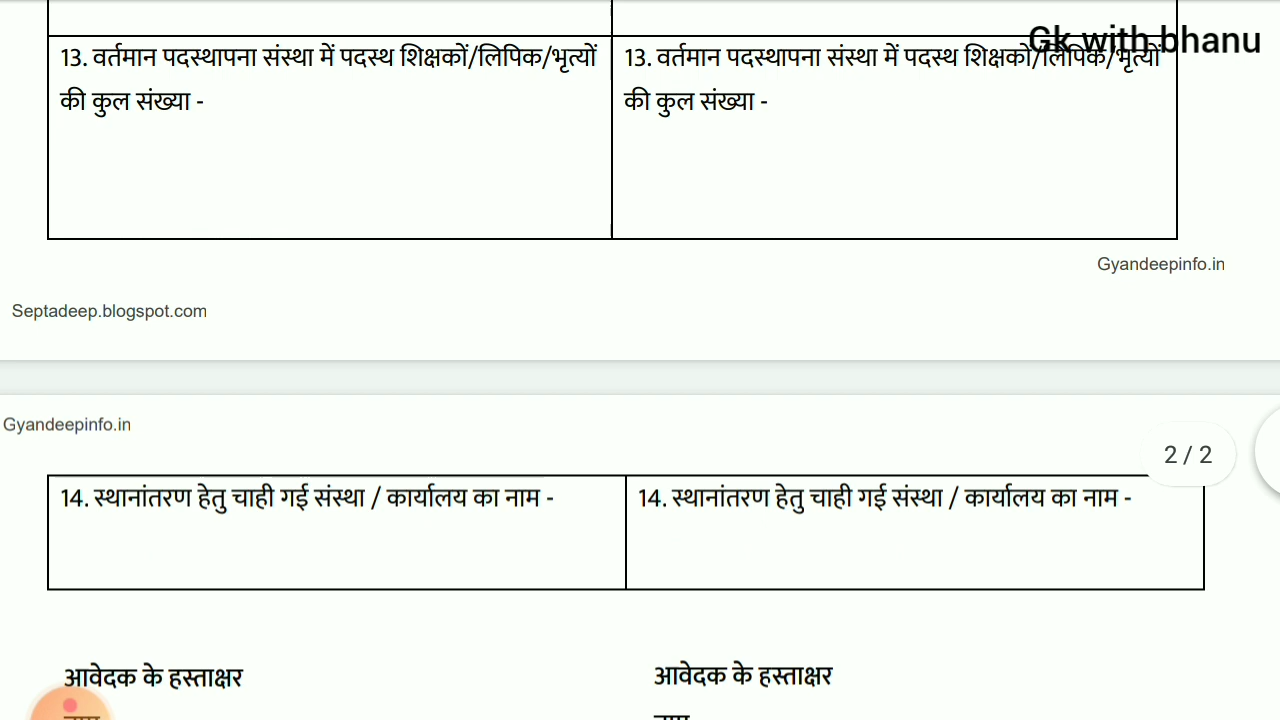 Gk with bhanu
13. वर्तमान पदस्थापना संस्था में पदस्थ शिक्षकों/लिपिक/भृत्यों
की कुल संख्या -
13. वर्तमान पदस्थापना संस्था में पदस्थ शिक्षकों/लिपिक/भृत्यों
की कुल संख्या -
Gyandeepinfo.in
Septadeep.blogspot.com
Gyandeepinfo.in
2 / 2
14. स्थानांतरण हेतु चाही गई संस्था / कार्यालय का नाम -
14. स्थानांतरण हेतु चाही गई संस्था / कार्यालय का नाम -
आवेदक के हस्ताक्षर
आवेदक के हस्ताक्षर